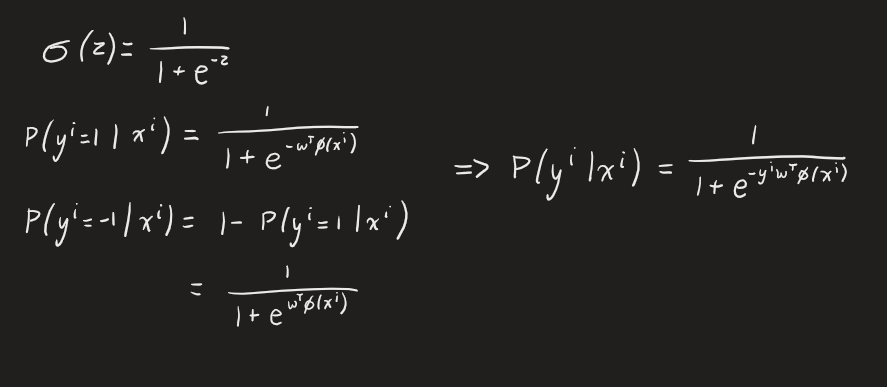 σ(z) = 1 / (1 + e^{-z})
P(y^i=1 | x^i) = 1 / (1 + e^{-w^T φ(x^i)})
P(y^i=-1 | x^i) = 1 - P(y^i=1 | x^i)
= 1 / (1 + e^{w^T φ(x^i)})
=> P(y^i | x^i) = 1 / (1 + e^{-y^i w^T φ(x^i)})